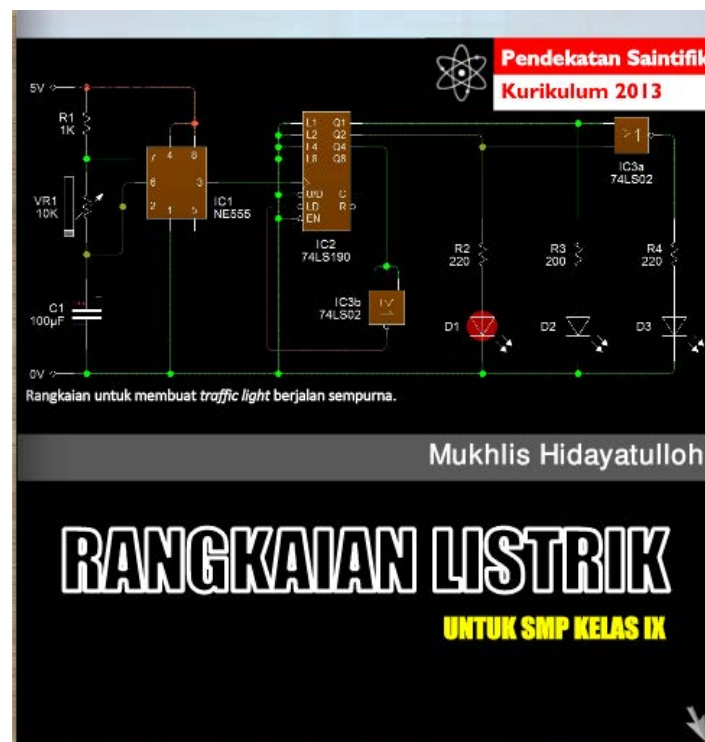 Pendekatan Saintifik
Kurikulum 2013
5V
R1
1K
VR1
10K
C1
100µF
0V
7 4 8
6 3
2 1 5
IC1
NE555
L1 Q1
L2 Q2
L4 Q4
L8 Q8
U/D C
LD R
EN
IC2
74LS190
IC3b
74LS02
≥1
IC3a
74LS02
R2
220
R3
200
R4
220
D1
D2
D3
Rangkaian untuk membuat traffic light berjalan sempurna.
Mukhlis Hidayatulloh
RANGKAIAN LISTRIK
UNTUK SMP KELAS IX